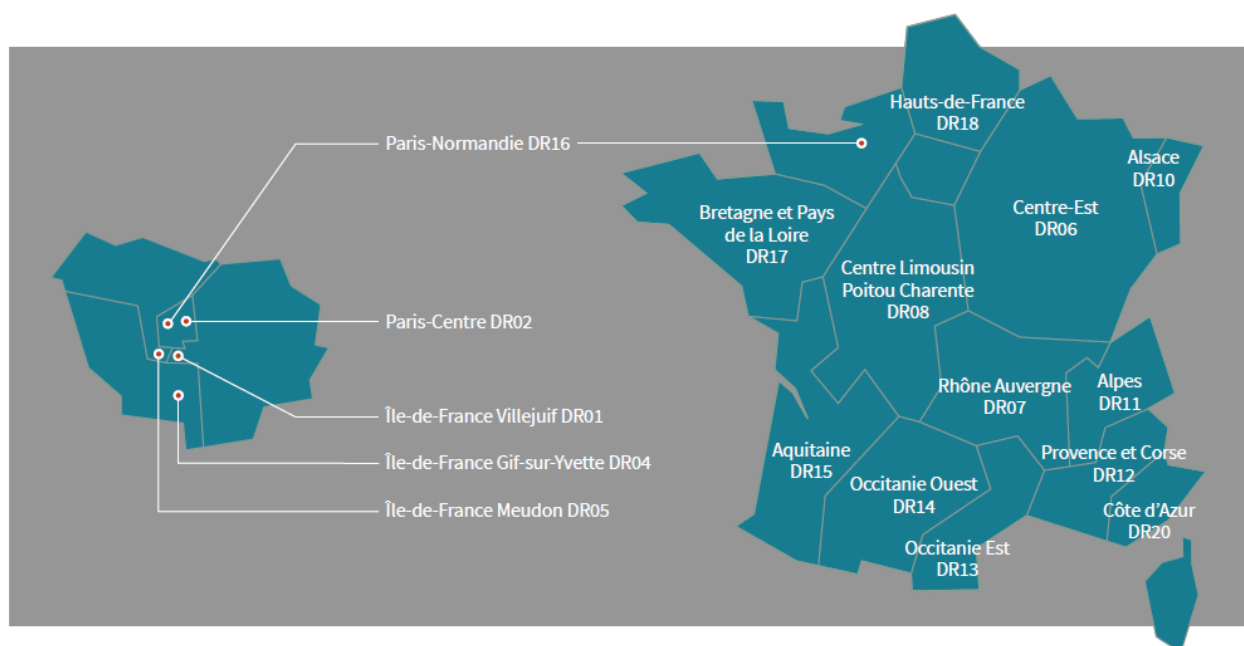 Paris-Normandie DR16
Paris-Centre DR02
Île-de-France Villejuif DR01
Île-de-France Gif-sur-Yvette DR04
Île-de-France Meudon DR05
Hauts-de-France
DR18
Alsace
DR10
Centre-Est
DR06
Bretagne et Pays
de la Loire
DR17
Centre Limousin
Poitou Charente
DR08
Rhône Auvergne
DR07
Alpes
DR11
Aquitaine
DR15
Provence et Corse
DR12
Occitanie Ouest
DR14
Côte d’Azur
DR20
Occitanie Est
DR13